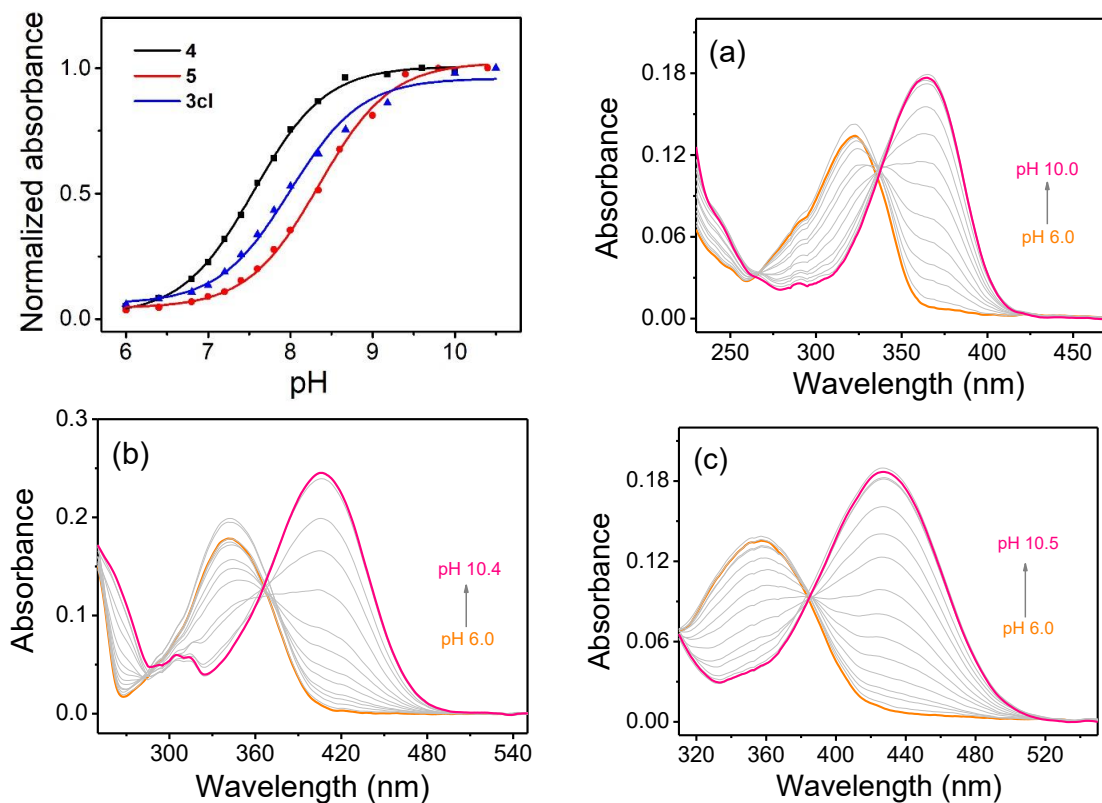 Normalized absorbance
1.0
0.5
0.0
4
5
3cl
6 7 8 9 10
pH
(a)
Absorbance
0.18
0.12
0.06
0.00
pH 10.0
pH 6.0
250 300 350 400 450
Wavelength (nm)
(b)
Absorbance
0.3
0.2
0.1
0.0
pH 10.4
pH 6.0
300 360 420 480 540
Wavelength (nm)
(c)
Absorbance
0.18
0.12
0.06
0.00
pH 10.5
pH 6.0
320 360 400 440 480 520
Wavelength (nm)